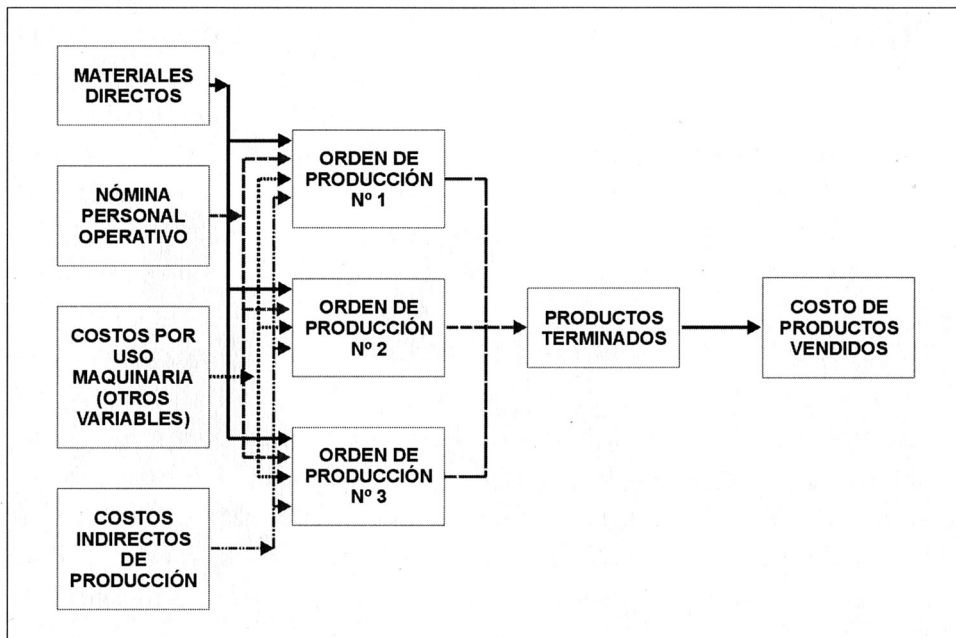 MATERIALES
DIRECTOS
NÓMINA
PERSONAL
OPERATIVO
COSTOS POR
USO
MAQUINARIA
(OTROS
VARIABLES)
COSTOS
INDIRECTOS
DE
PRODUCCIÓN
ORDEN DE
PRODUCCIÓN
Nº 1
ORDEN DE
PRODUCCIÓN
Nº 2
ORDEN DE
PRODUCCIÓN
Nº 3
PRODUCTOS
TERMINADOS
COSTO DE
PRODUCTOS
VENDIDOS